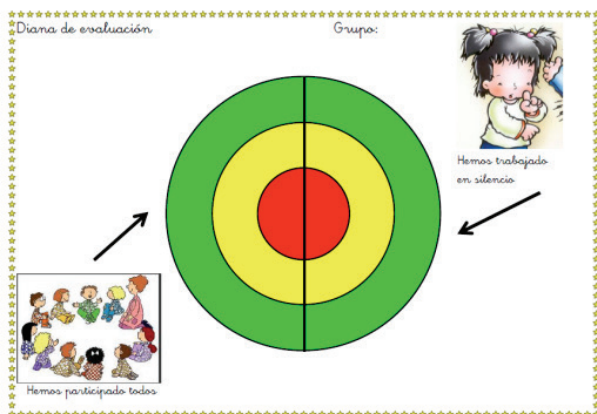 Diana de evaluación
Grupo:
Hemos trabajado
en silencio
Hemos participado todos